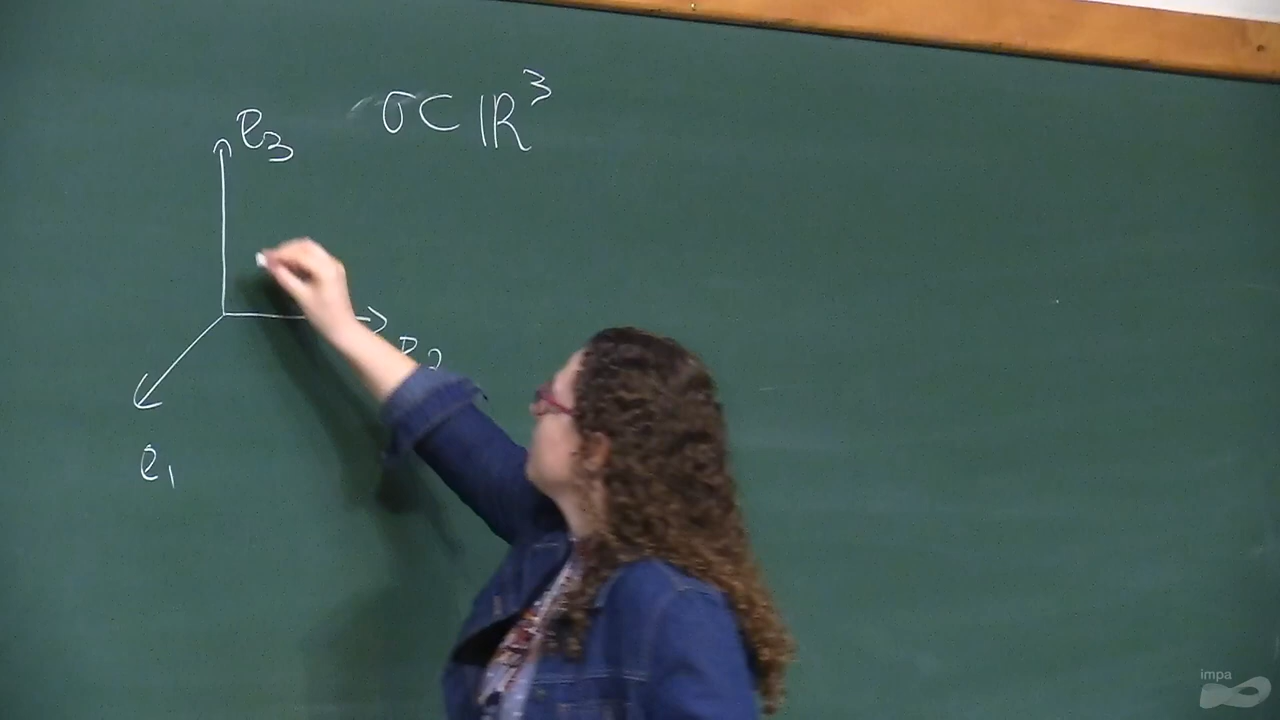 σ ⊂ ℝ³
e₃
e₂
e₁
impa